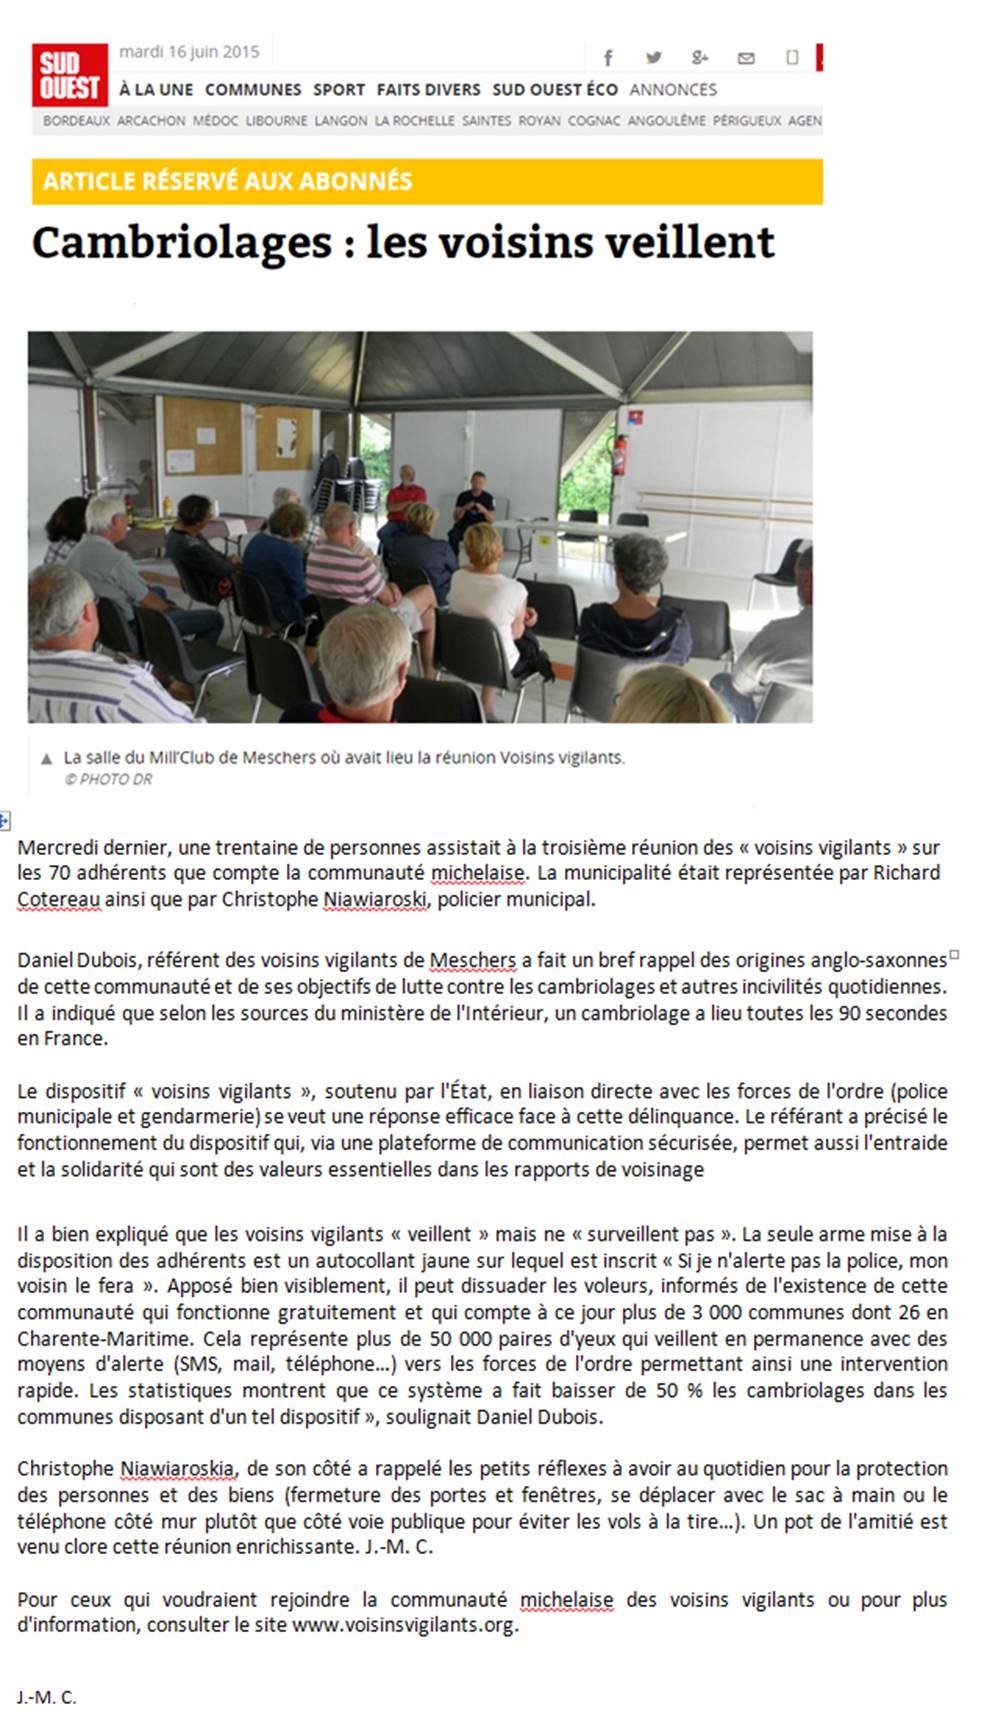 SUD
OUEST
mardi 16 juin 2015
À LA UNE COMMUNES SPORT FAITS DIVERS SUD OUEST ÉCO ANNONCES
BORDEAUX ARCACHON MÉDOC LIBOURNE LANGON LA ROCHELLE SAINTES ROYAN COGNAC ANGOULÊME PÉRIGUEUX AGEN
ARTICLE RÉSERVÉ AUX ABONNÉS
Cambriolages : les voisins veillent
La salle du Mill'Club de Meschers où avait lieu la réunion Voisins vigilants.
© PHOTO DR
Mercredi dernier, une trentaine de personnes assistait à la troisième réunion des « voisins vigilants » sur
les 70 adhérents que compte la communauté michelaise. La municipalité était représentée par Richard
Cotereau ainsi que par Christophe Niawiaroski, policier municipal.
Daniel Dubois, référent des voisins vigilants de Meschers a fait un bref rappel des origines anglo-saxonnes
de cette communauté et de ses objectifs de lutte contre les cambriolages et autres incivilités quotidiennes.
Il a indiqué que selon les sources du ministère de l'Intérieur, un cambriolage a lieu toutes les 90 secondes
en France.
Le dispositif « voisins vigilants », soutenu par l'État, en liaison directe avec les forces de l'ordre (police
municipale et gendarmerie) se veut une réponse efficace face à cette délinquance. Le référant a précisé le
fonctionnement du dispositif qui, via une plateforme de communication sécurisée, permet aussi l'entraide
et la solidarité qui sont des valeurs essentielles dans les rapports de voisinage
Il a bien expliqué que les voisins vigilants « veillent » mais ne « surveillent pas ». La seule arme mise à la
disposition des adhérents est un autocollant jaune sur lequel est inscrit « Si je n'alerte pas la police, mon
voisin le fera ». Apposé bien visiblement, il peut dissuader les voleurs, informés de l'existence de cette
communauté qui fonctionne gratuitement et qui compte à ce jour plus de 3 000 communes dont 26 en
Charente-Maritime. Cela représente plus de 50 000 paires d'yeux qui veillent en permanence avec des
moyens d'alerte (SMS, mail, téléphone...) vers les forces de l'ordre permettant ainsi une intervention
rapide. Les statistiques montrent que ce système a fait baisser de 50 % les cambriolages dans les
communes disposant d'un tel dispositif », soulignait Daniel Dubois.
Christophe Niawiaroskia, de son côté a rappelé les petits réflexes à avoir au quotidien pour la protection
des personnes et des biens (fermeture des portes et fenêtres, se déplacer avec le sac à main ou le
téléphone côté mur plutôt que côté voie publique pour éviter les vols à la tire...). Un pot de l'amitié est
venu clore cette réunion enrichissante. J.-M. C.
Pour ceux qui voudraient rejoindre la communauté michelaise des voisins vigilants ou pour plus
d'information, consulter le site www.voisinsvigilants.org.
J.-M. C.